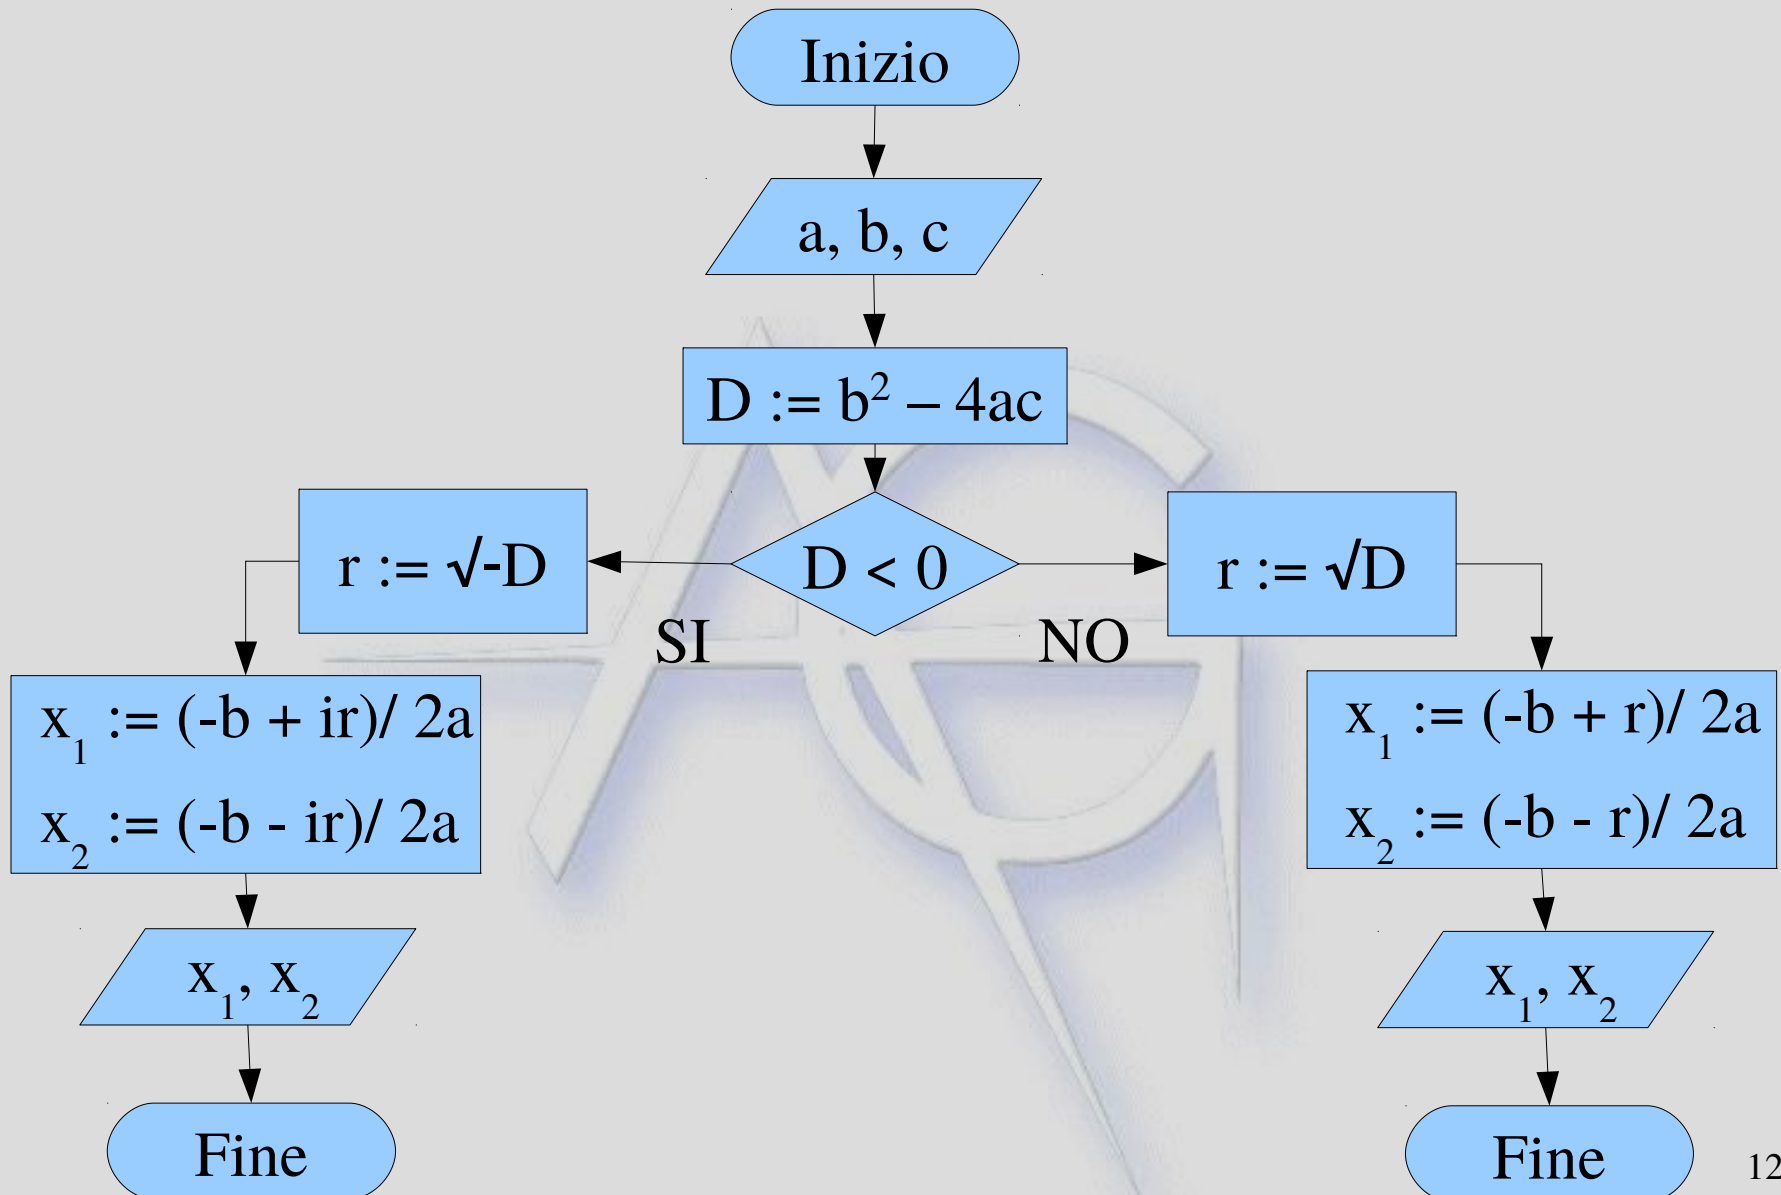 Inizio
a, b, c
D := b² – 4ac
D < 0
SI
NO
r := √-D
x₁ := (-b + ir)/ 2a
x₂ := (-b - ir)/ 2a
x₁, x₂
Fine
r := √D
x₁ := (-b + r)/ 2a
x₂ := (-b - r)/ 2a
x₁, x₂
Fine
12